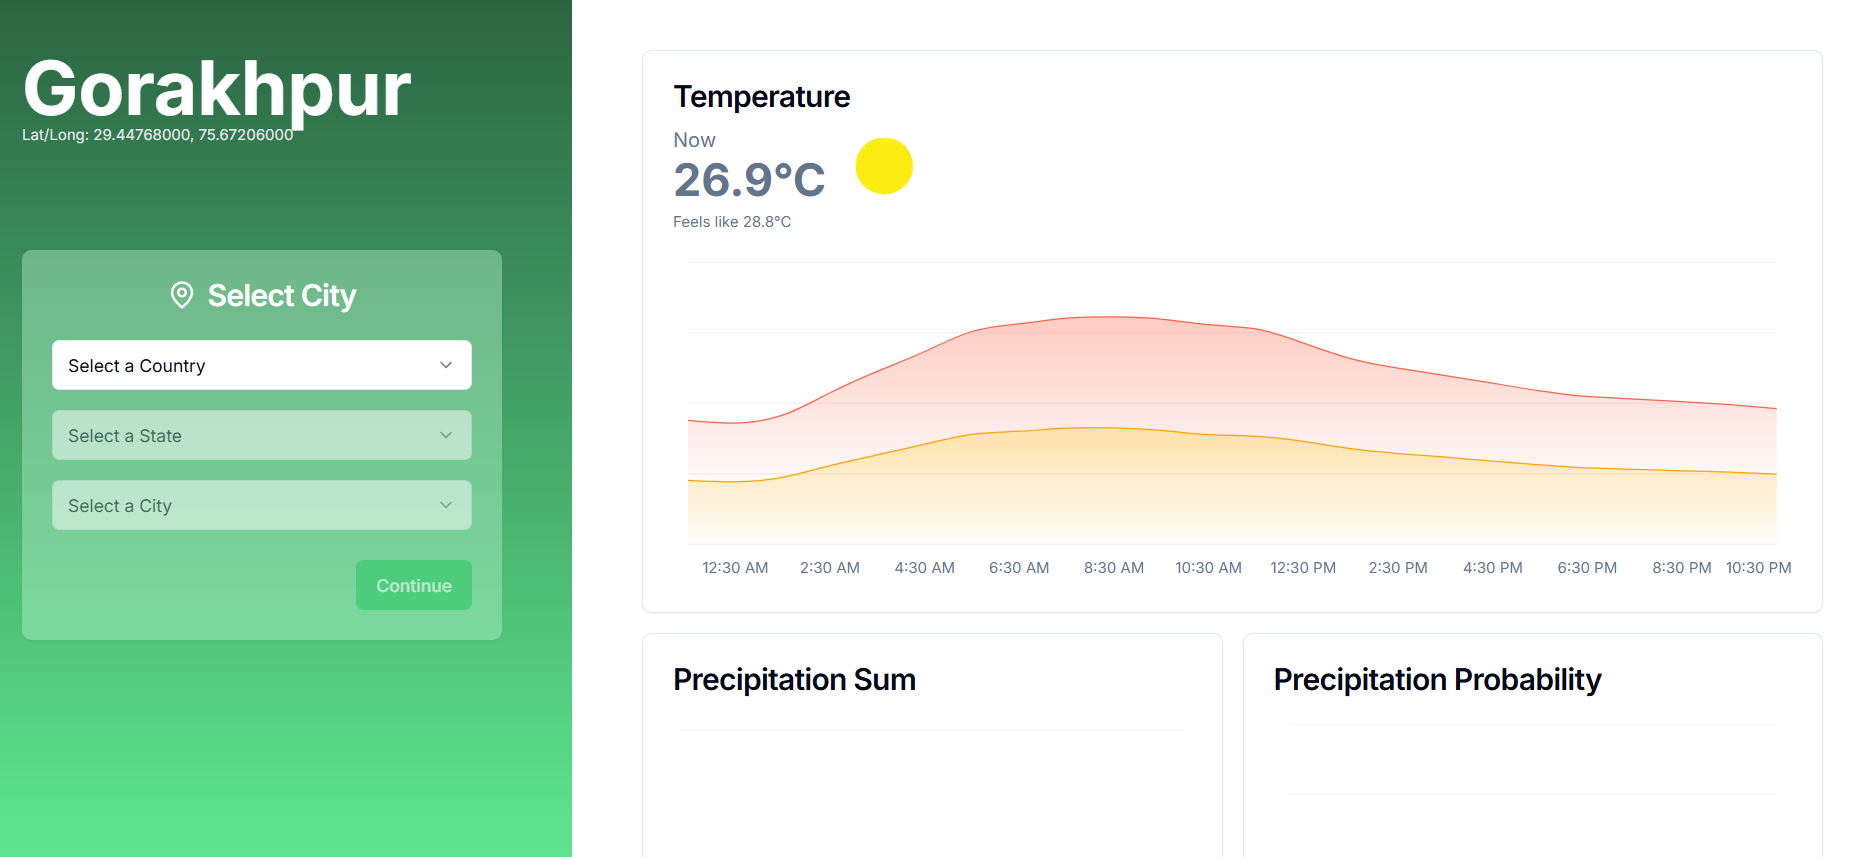 Gorakhpur
Lat/Long: 29.44768000, 75.67206000
Select City
Select a Country
Select a State
Select a City
Continue
Temperature
Now
26.9°C
Feels like 28.8°C
12:30 AM 2:30 AM 4:30 AM 6:30 AM 8:30 AM 10:30 AM 12:30 PM 2:30 PM 4:30 PM 6:30 PM 8:30 PM 10:30 PM
Precipitation Sum
Precipitation Probability